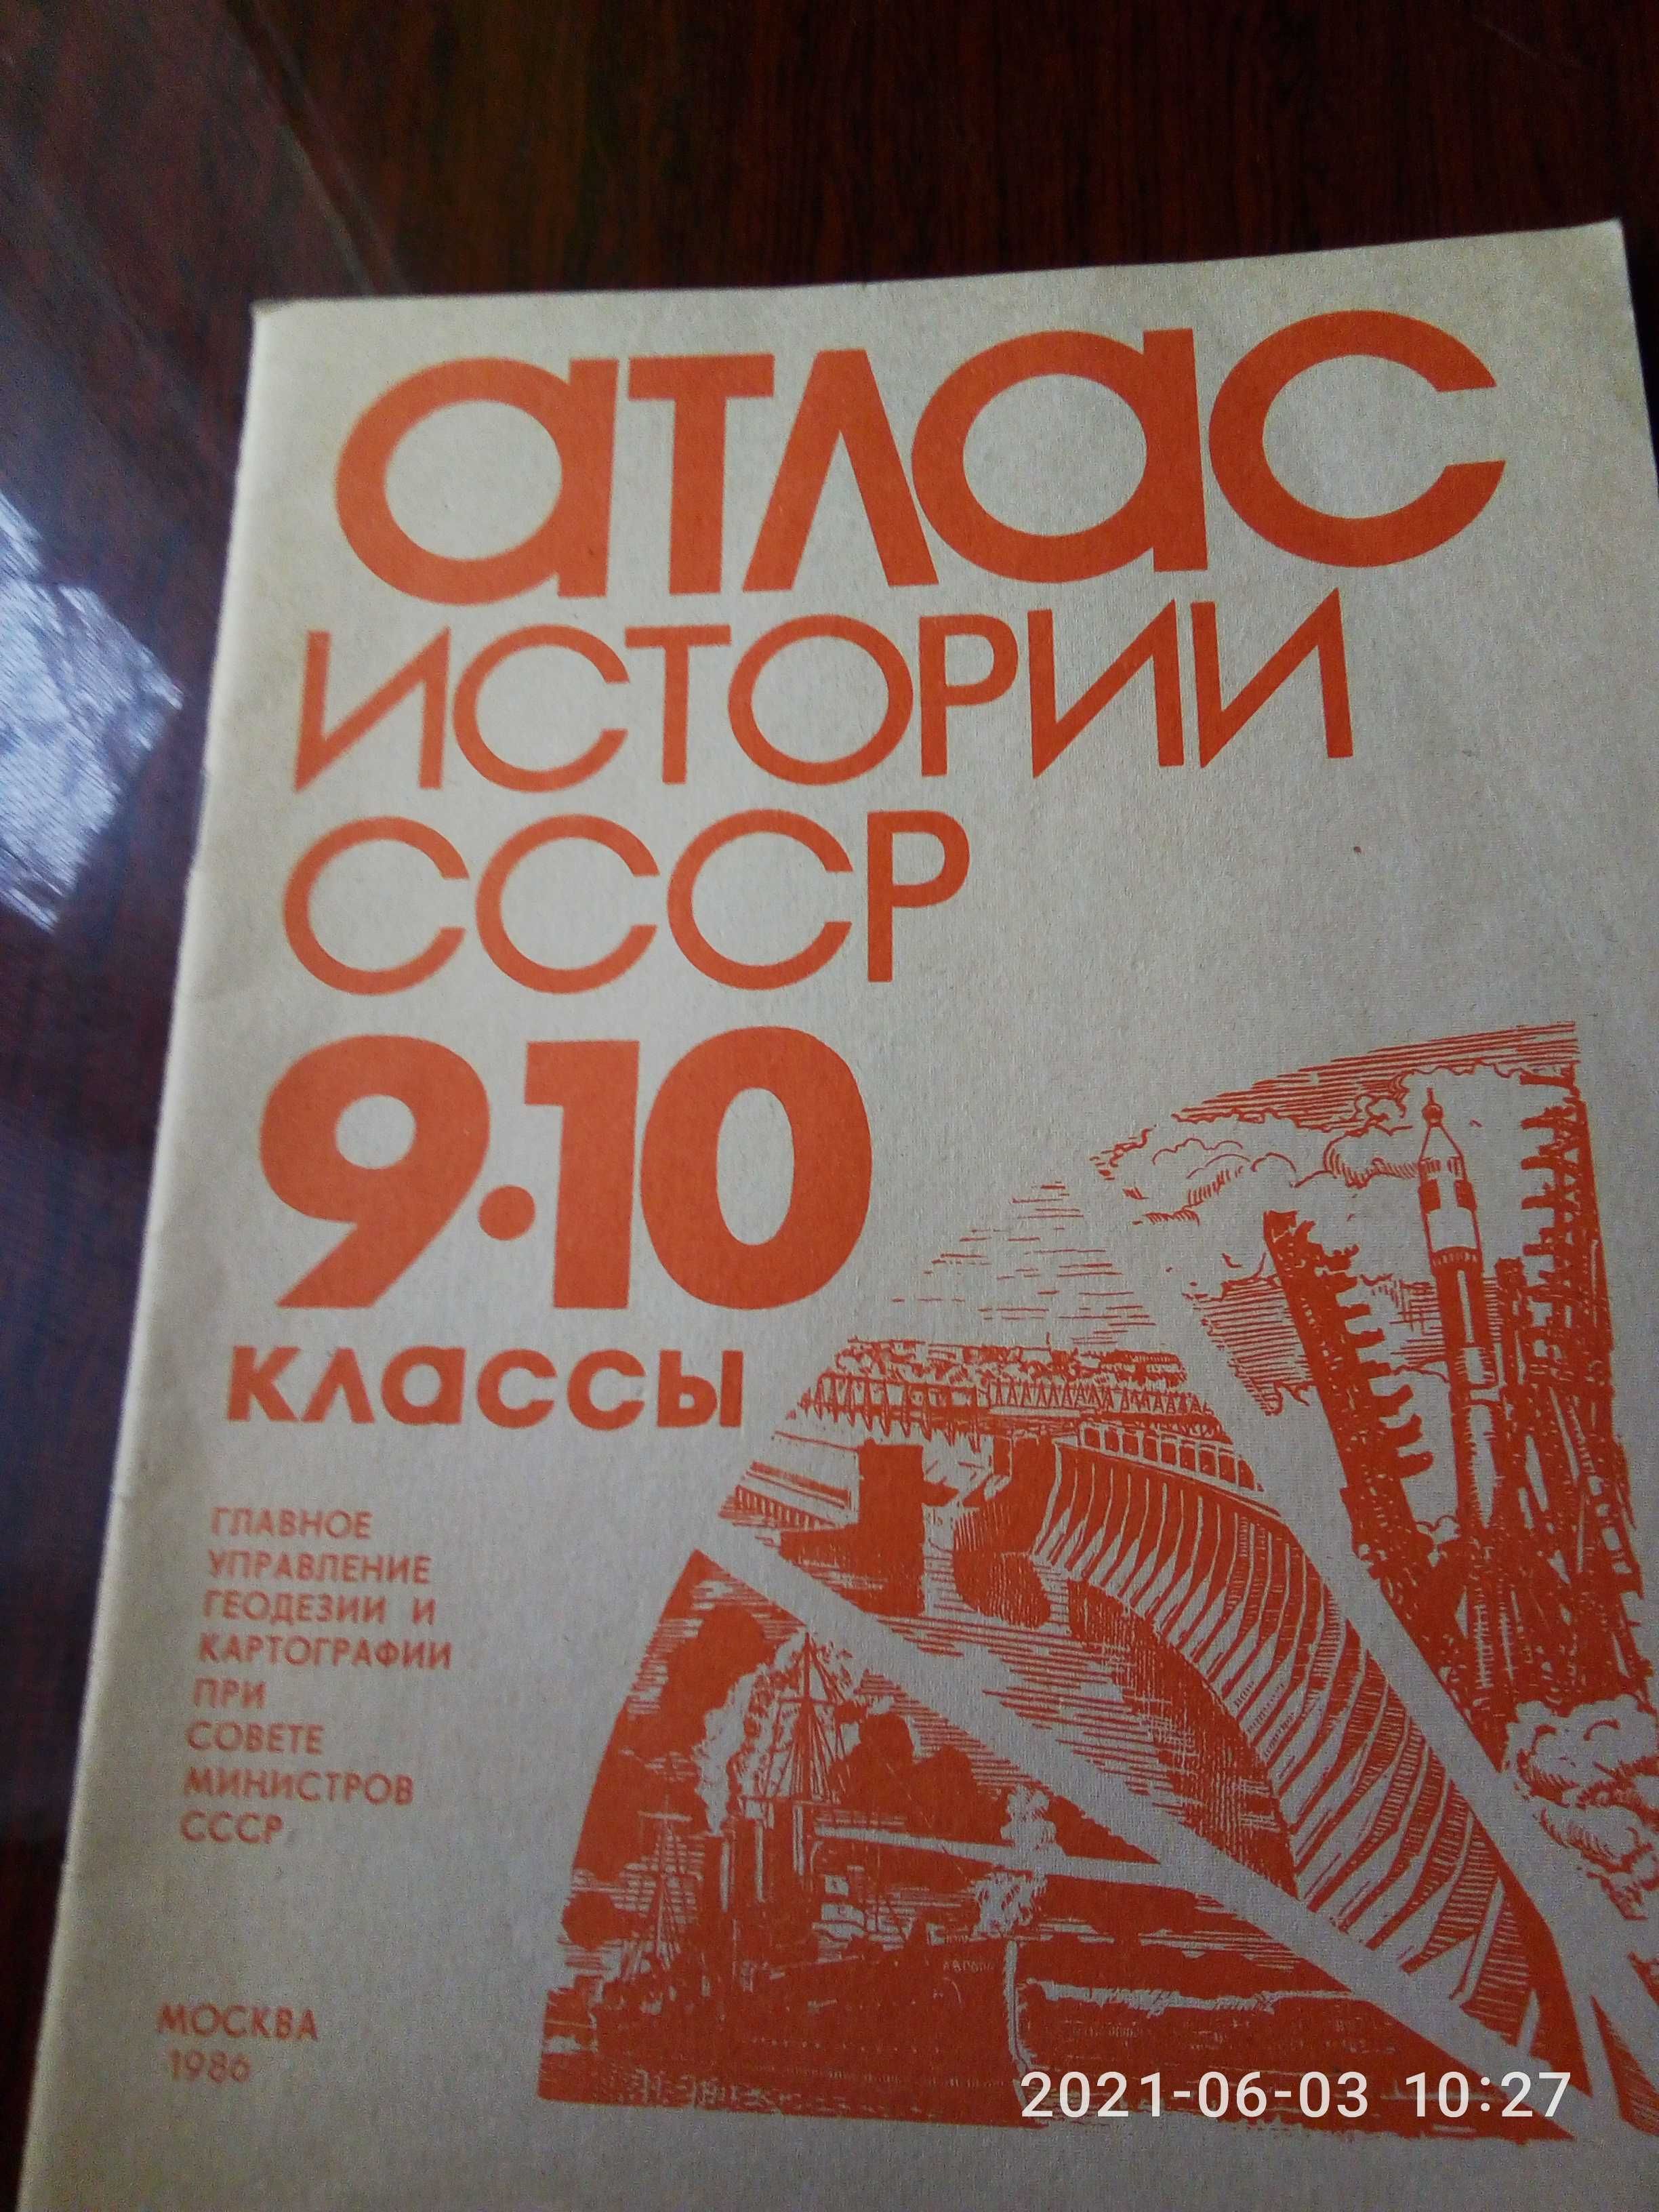 атлас
ИСТОРИИ
СССР
9·10
классы
ГЛАВНОЕ
УПРАВЛЕНИЕ
ГЕОДЕЗИИ И
КАРТОГРАФИИ
ПРИ
СОВЕТЕ
МИНИСТРОВ
СССР
МОСКВА
1986
АВРОРА
2021-06-03 10:27